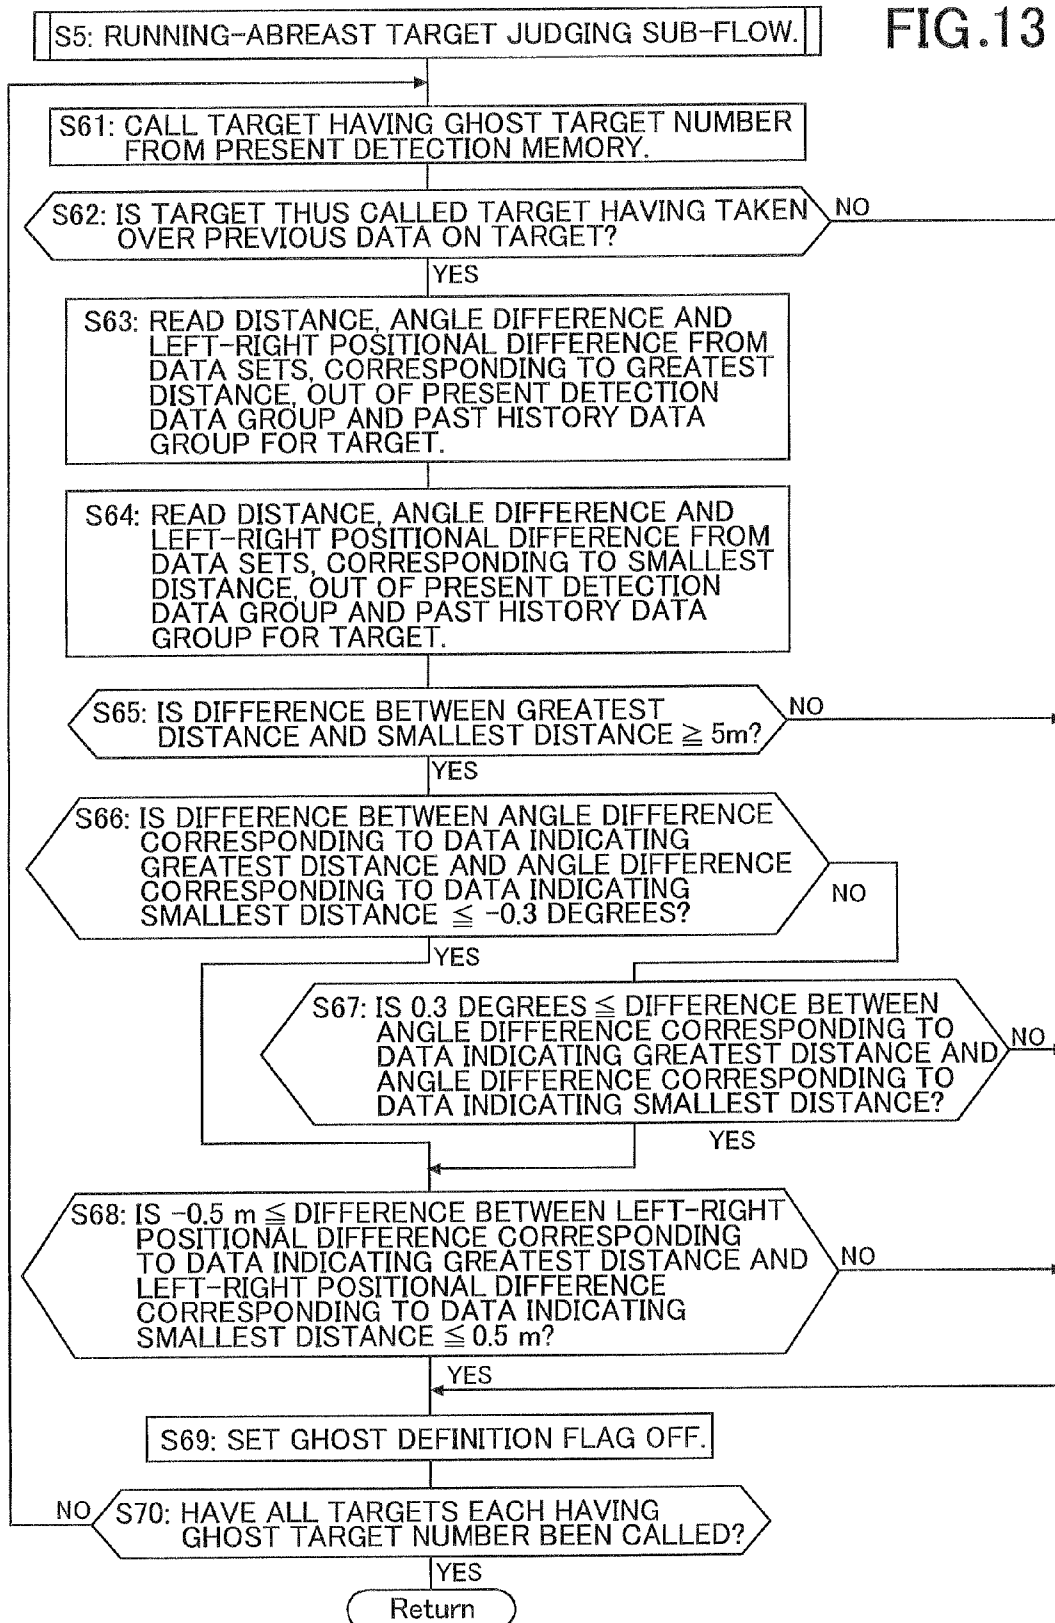 FIG.13
S5: RUNNING-ABREAST TARGET JUDGING SUB-FLOW.
S61: CALL TARGET HAVING GHOST TARGET NUMBER
FROM PRESENT DETECTION MEMORY.
S62: IS TARGET THUS CALLED TARGET HAVING TAKEN
OVER PREVIOUS DATA ON TARGET?
NO
YES
S63: READ DISTANCE, ANGLE DIFFERENCE AND
LEFT-RIGHT POSITIONAL DIFFERENCE FROM
DATA SETS, CORRESPONDING TO GREATEST
DISTANCE, OUT OF PRESENT DETECTION
DATA GROUP AND PAST HISTORY DATA
GROUP FOR TARGET.
S64: READ DISTANCE, ANGLE DIFFERENCE AND
LEFT-RIGHT POSITIONAL DIFFERENCE FROM
DATA SETS, CORRESPONDING TO SMALLEST
DISTANCE, OUT OF PRESENT DETECTION
DATA GROUP AND PAST HISTORY DATA
GROUP FOR TARGET.
S65: IS DIFFERENCE BETWEEN GREATEST
DISTANCE AND SMALLEST DISTANCE ≧ 5m?
NO
YES
S66: IS DIFFERENCE BETWEEN ANGLE DIFFERENCE
CORRESPONDING TO DATA INDICATING
GREATEST DISTANCE AND ANGLE DIFFERENCE
CORRESPONDING TO DATA INDICATING
SMALLEST DISTANCE ≦ -0.3 DEGREES?
NO
YES
S67: IS 0.3 DEGREES ≦ DIFFERENCE BETWEEN
ANGLE DIFFERENCE CORRESPONDING TO
DATA INDICATING GREATEST DISTANCE AND
ANGLE DIFFERENCE CORRESPONDING TO
DATA INDICATING SMALLEST DISTANCE?
NO
YES
S68: IS -0.5 m ≦ DIFFERENCE BETWEEN LEFT-RIGHT
POSITIONAL DIFFERENCE CORRESPONDING
TO DATA INDICATING GREATEST DISTANCE AND
LEFT-RIGHT POSITIONAL DIFFERENCE
CORRESPONDING TO DATA INDICATING
SMALLEST DISTANCE ≦ 0.5 m?
NO
YES
S69: SET GHOST DEFINITION FLAG OFF.
NO
S70: HAVE ALL TARGETS EACH HAVING
GHOST TARGET NUMBER BEEN CALLED?
YES
Return